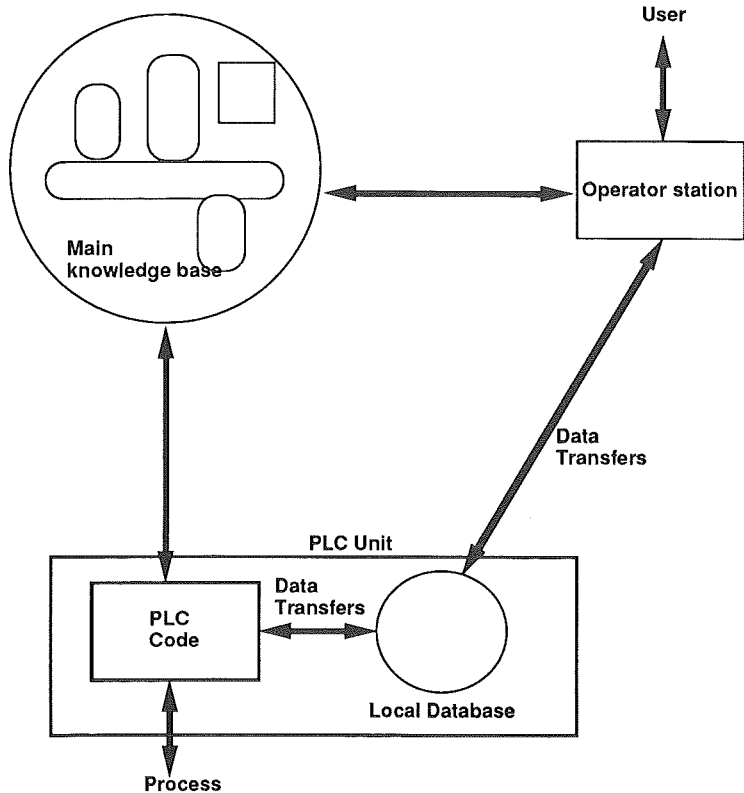 User
Operator station
Main
knowledge base
Data
Transfers
PLC Unit
PLC
Code
Data
Transfers
Local Database
Process